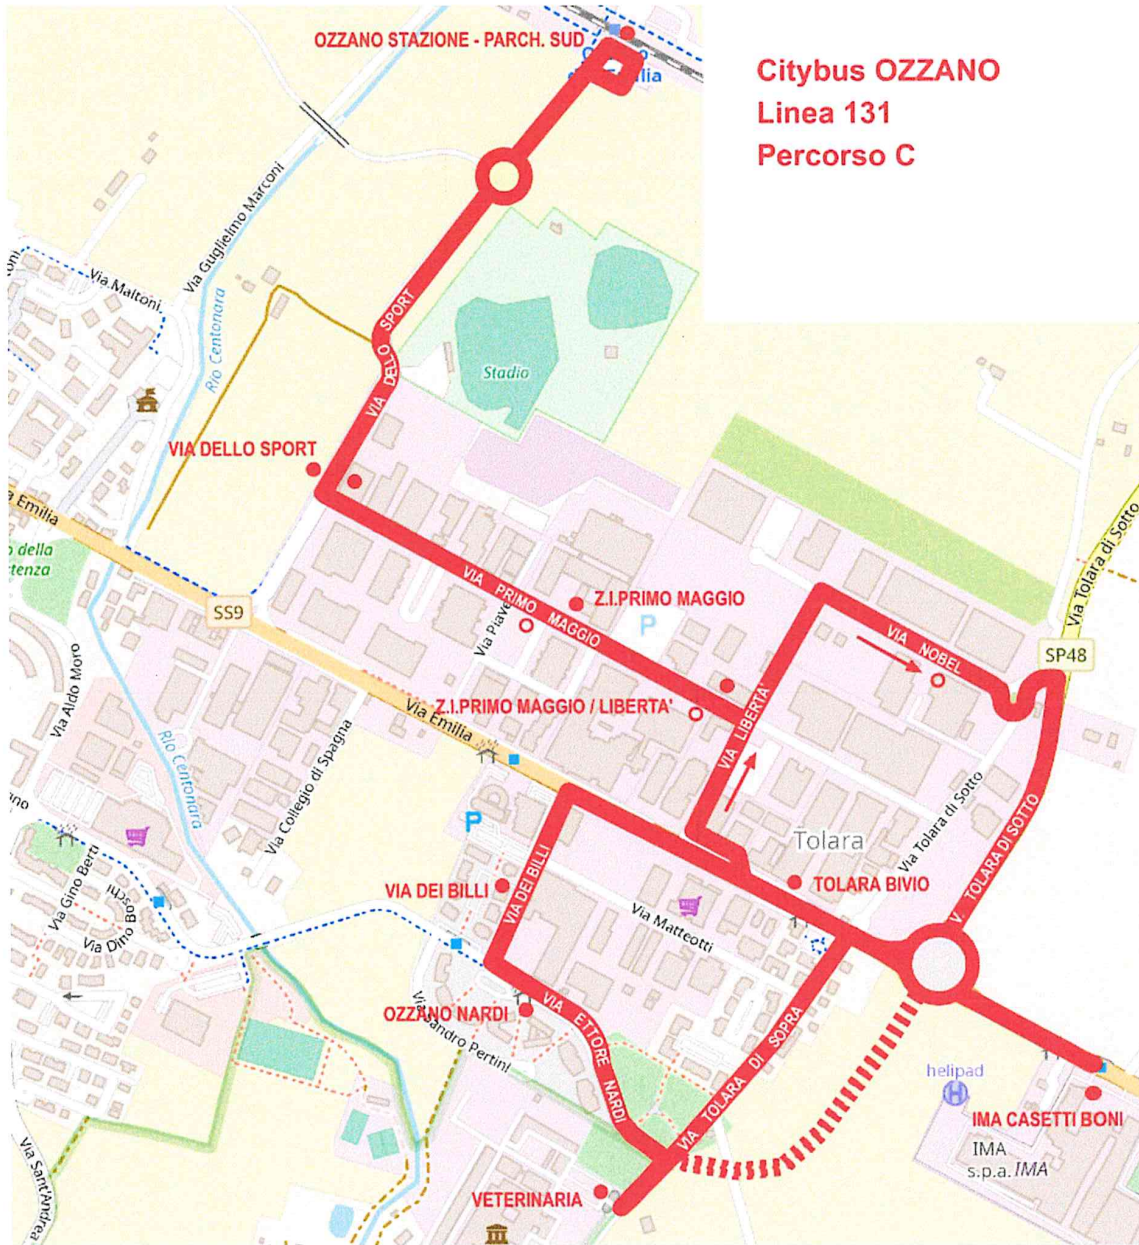 OZZANO STAZIONE - PARCH. SUD
Citybus OZZANO
Linea 131
Percorso C
Via Guglielmo Marconi
Via Maltoni
Rio Centonara
VIA DELLO SPORT
Stadio
VIA DELLO SPORT
Via Tolara di Sotto
Emilia
SS9
VIA PRIMO MAGGIO
Z.I.PRIMO MAGGIO
Via Piave
P
VIA NOBEL
SP48
Via Aldo Moro
Via Emilia
Z.I.PRIMO MAGGIO / LIBERTA'
VIA LIBERTA'
Rio Centonara
Via Collegio di Spagna
P
Tolara
Via Tolara di Sotto
V. TOLARA DI SOTTO
Via Gino Berti
Via Dino Boschi
VIA DEI BILLI
VIA DEI BILLI
TOLARA BIVIO
Via Matteotti
OZZANO NARDI
Via Sandro Pertini
VIA ETTORE NARDI
VIA TOLARA DI SOPRA
helipad
H
IMA CASETTI BONI
IMA
s.p.a. IMA
Via Sant'Andrea
VETERINARIA